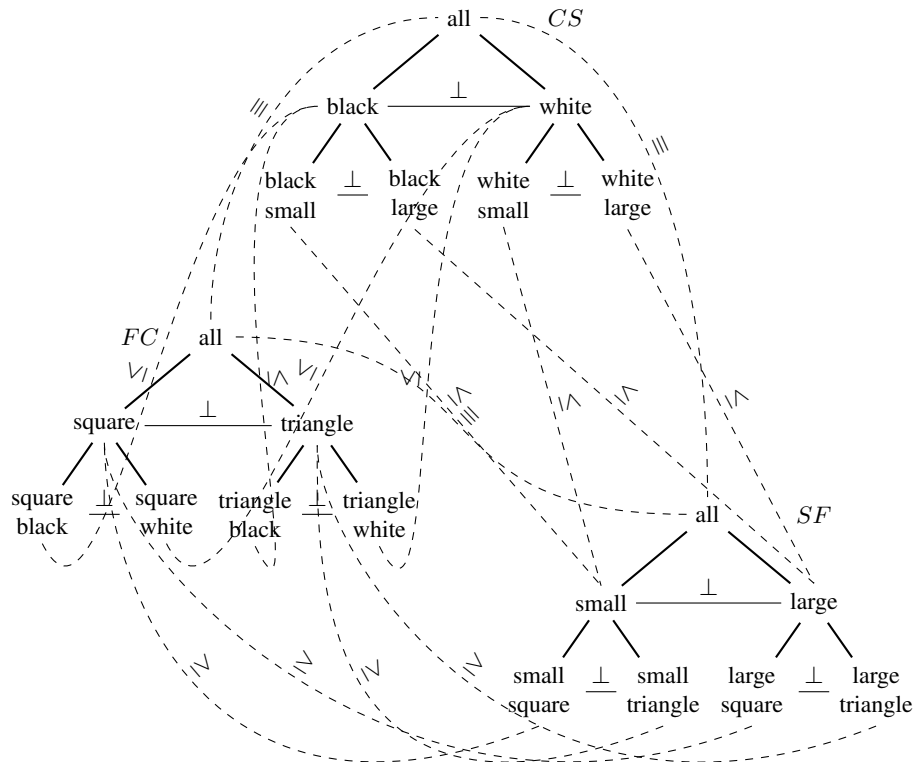 all CS
⊥
black white
≡
≡
black ⊥ black white ⊥ white
small large small large
FC all
≤ ≤ ≤ ≤ ≤ ≤ ≤ ≤
≡
⊥
square triangle
square ⊥ square triangle ⊥ triangle
black white black white
all SF
⊥
small large
≥ ≥ ≥ ≥
small ⊥ small large ⊥ large
square triangle square triangle